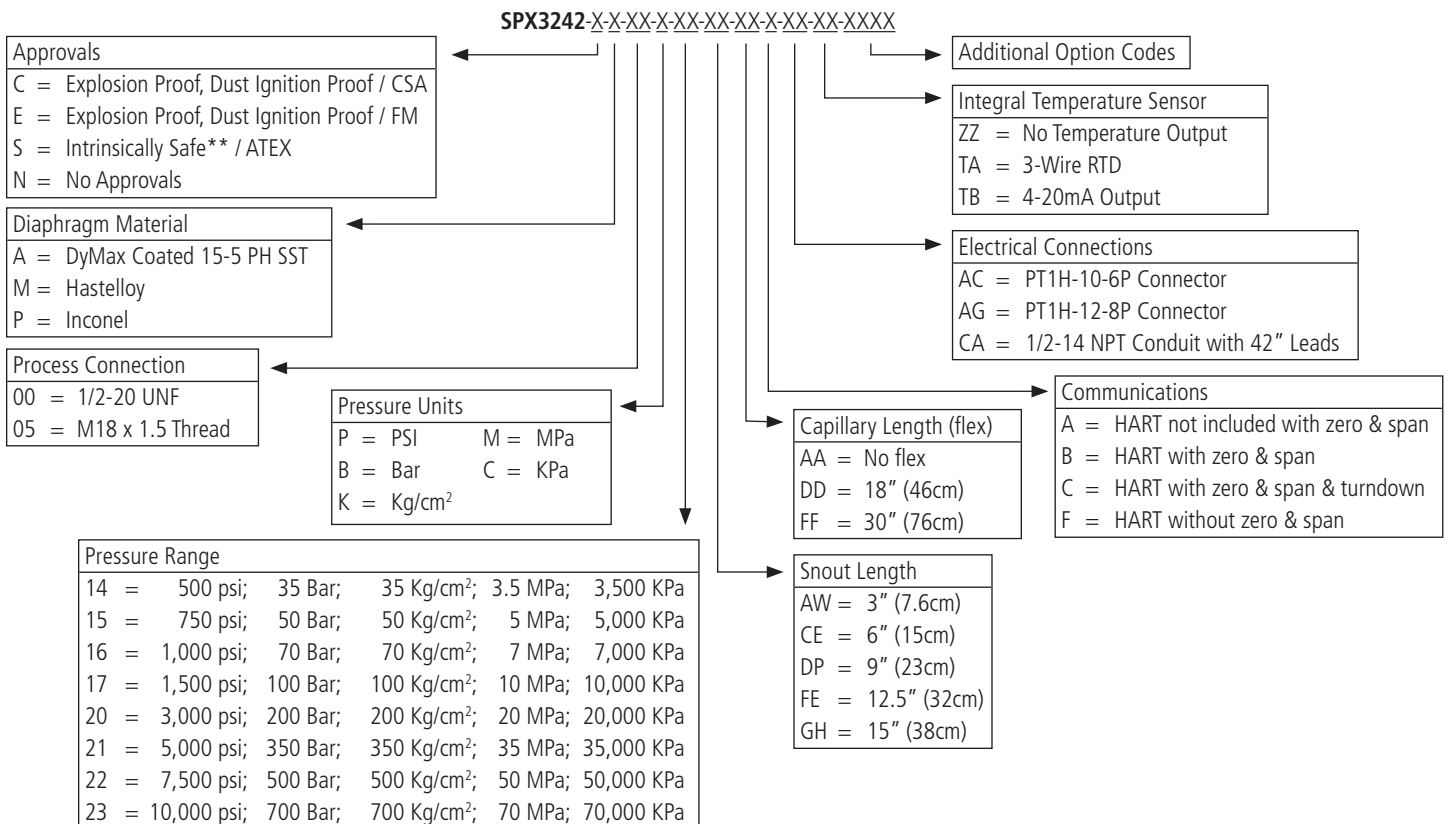 SPX3242-X-X-XX-X-XX-XX-XX-X-XX-XX-XXXX
Approvals
C = Explosion Proof, Dust Ignition Proof / CSA
E = Explosion Proof, Dust Ignition Proof / FM
S = Intrinsically Safe** / ATEX
N = No Approvals
Diaphragm Material
A = DyMax Coated 15-5 PH SST
M = Hastelloy
P = Inconel
Process Connection
00 = 1/2-20 UNF
05 = M18 x 1.5 Thread
Pressure Units
P = PSI M = MPa
B = Bar C = KPa
K = Kg/cm²
Pressure Range
14 = 500 psi; 35 Bar; 35 Kg/cm²; 3.5 MPa; 3,500 KPa
15 = 750 psi; 50 Bar; 50 Kg/cm²; 5 MPa; 5,000 KPa
16 = 1,000 psi; 70 Bar; 70 Kg/cm²; 7 MPa; 7,000 KPa
17 = 1,500 psi; 100 Bar; 100 Kg/cm²; 10 MPa; 10,000 KPa
20 = 3,000 psi; 200 Bar; 200 Kg/cm²; 20 MPa; 20,000 KPa
21 = 5,000 psi; 350 Bar; 350 Kg/cm²; 35 MPa; 35,000 KPa
22 = 7,500 psi; 500 Bar; 500 Kg/cm²; 50 MPa; 50,000 KPa
23 = 10,000 psi; 700 Bar; 700 Kg/cm²; 70 MPa; 70,000 KPa
Additional Option Codes
Integral Temperature Sensor
ZZ = No Temperature Output
TA = 3-Wire RTD
TB = 4-20mA Output
Electrical Connections
AC = PT1H-10-6P Connector
AG = PT1H-12-8P Connector
CA = 1/2-14 NPT Conduit with 42" Leads
Communications
A = HART not included with zero & span
B = HART with zero & span
C = HART with zero & span & turndown
F = HART without zero & span
Capillary Length (flex)
AA = No flex
DD = 18" (46cm)
FF = 30" (76cm)
Snout Length
AW = 3" (7.6cm)
CE = 6" (15cm)
DP = 9" (23cm)
FE = 12.5" (32cm)
GH = 15" (38cm)